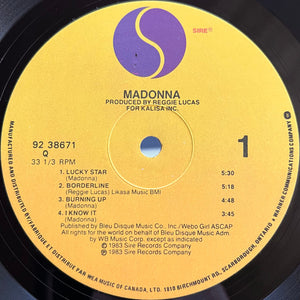 SIRE
MADONNA
PRODUCED BY REGGIE LUCAS
FOR KALISA INC.
92 38671
Q
33 1/3 RPM
1
1. LUCKY STAR 5:30
(Madonna)
2. BORDERLINE 5:18
(Reggie Lucas) Likasa Music BMI
3. BURNING UP 4:48
(Madonna)
4. I KNOW IT 3:45
(Madonna)
Published by Bleu Disque Music Co. Inc./Webo Girl ASCAP
All rights for the world on behalf of Bleu Disque Music Adm.
by WB Music Corp, except as indicated
©1983 Sire Records Company
℗1983 Sire Records Company
MANUFACTURED AND DISTRIBUTED BY/FABRIQUE ET DISTRIBUE PAR WEA MUSIC OF CANADA, LTD. 1810 BIRCHMOUNT RD., SCARBOROUGH, ONTARIO • A WARNER COMMUNICATIONS COMPANY